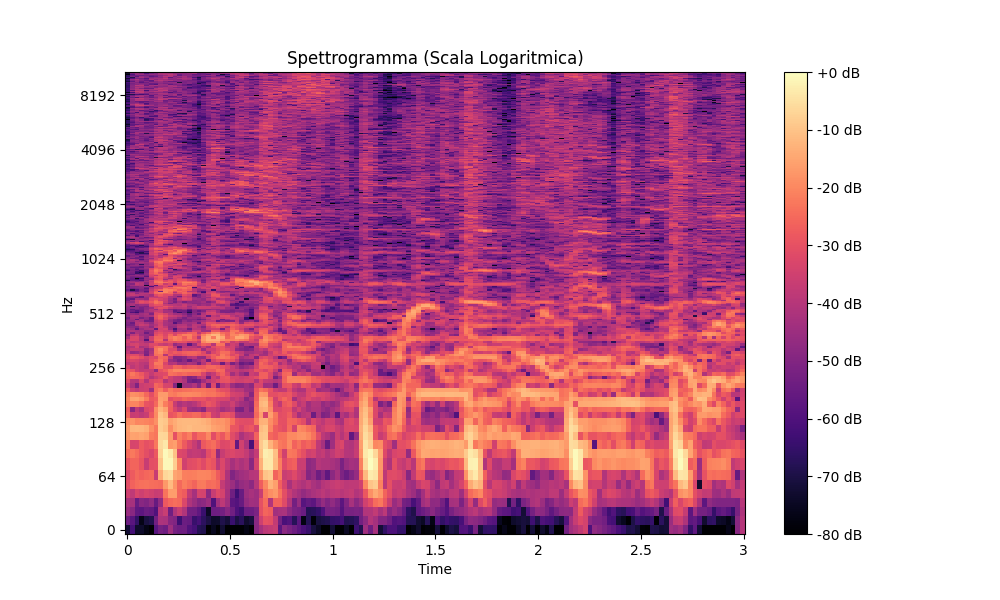 Spettrogramma (Scala Logaritmica)
Hz
8192
4096
2048
1024
512
256
128
64
0
0 0.5 1 1.5 2 2.5 3
Time
+0 dB
-10 dB
-20 dB
-30 dB
-40 dB
-50 dB
-60 dB
-70 dB
-80 dB